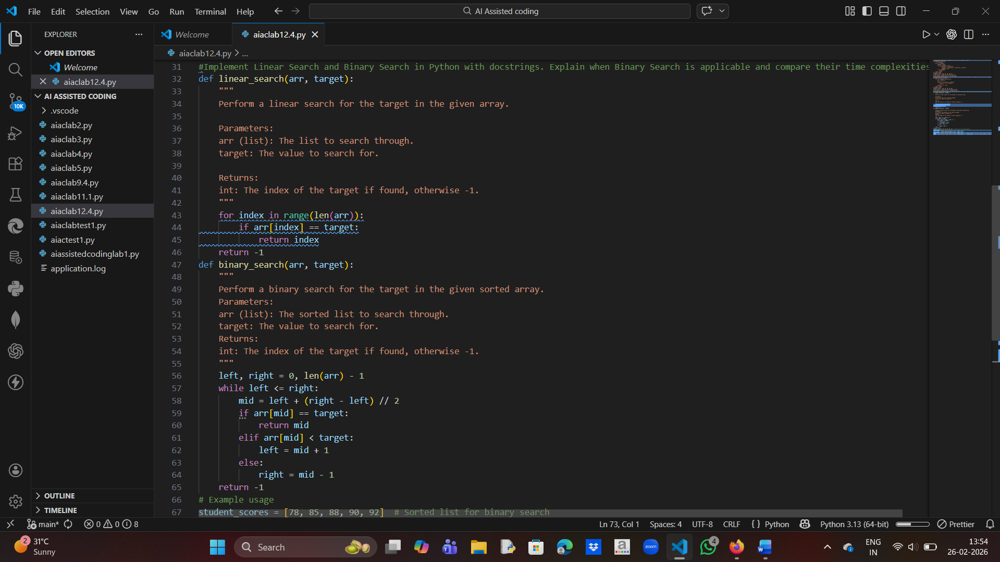 File Edit Selection View Go Run Terminal Help
AI Assisted coding
EXPLORER
OPEN EDITORS
Welcome
aiaclab12.4.py
AI ASSISTED CODING
.vscode
aiaclab2.py
aiaclab3.py
aiaclab4.py
aiaclab5.py
aiaclab9.4.py
aiaclab11.1.py
aiaclab12.4.py
aiaclabtest1.py
aiactest1.py
aiassistedcodinglab1.py
application.log
OUTLINE
TIMELINE
10K
Welcome
aiaclab12.4.py
aiaclab12.4.py > ...
31 #Implement Linear Search and Binary Search in Python with docstrings. Explain when Binary Search is applicable and compare their time complexities
32 def linear_search(arr, target):
33 """
34 Perform a linear search for the target in the given array.
35
36 Parameters:
37 arr (list): The list to search through.
38 target: The value to search for.
39
40 Returns:
41 int: The index of the target if found, otherwise -1.
42 """
43 for index in range(len(arr)):
44 if arr[index] == target:
45 return index
46 return -1
47 def binary_search(arr, target):
48 """
49 Perform a binary search for the target in the given sorted array.
50 Parameters:
51 arr (list): The sorted list to search through.
52 target: The value to search for.
53 Returns:
54 int: The index of the target if found, otherwise -1.
55 """
56 left, right = 0, len(arr) - 1
57 while left <= right:
58 mid = left + (right - left) // 2
59 if arr[mid] == target:
60 return mid
61 elif arr[mid] < target:
62 left = mid + 1
63 else:
64 right = mid - 1
65 return -1
66 # Example usage
67 student_scores = [78, 85, 88, 90, 92]  # Sorted list for binary search
main* 0 0 8
Ln 73, Col 1 Spaces: 4 UTF-8 CRLF {} Python Python 3.13 (64-bit) Prettier
2
31°C
Sunny
Search
a
zoom
4
W
ENG
IN
13:54
26-02-2026